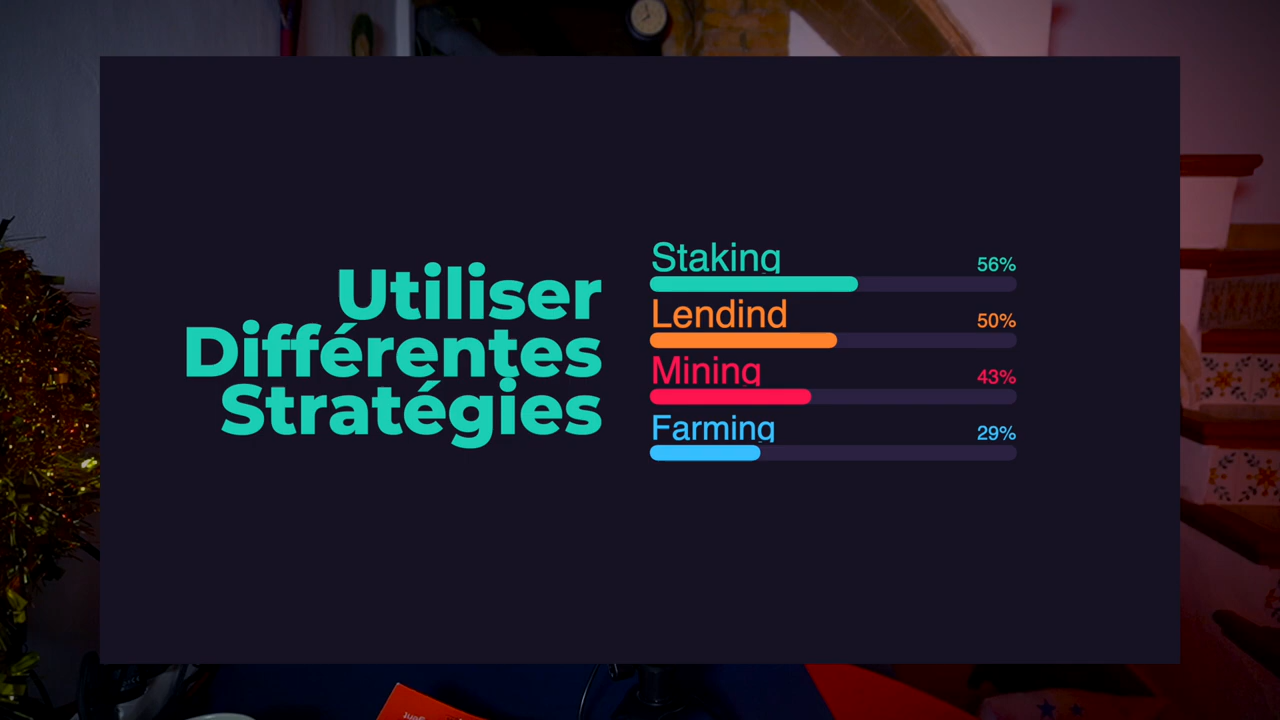 Utiliser
Différentes
Stratégies
Staking 56%
Lendind 50%
Mining 43%
Farming 29%